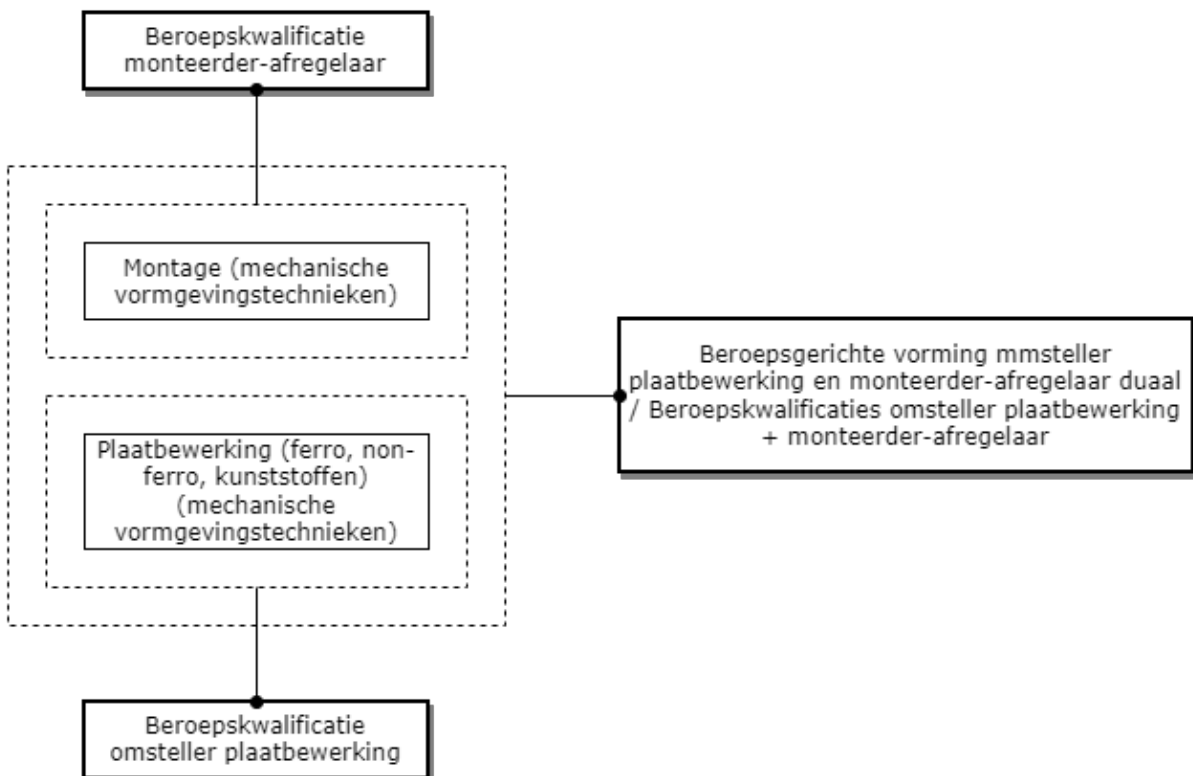 Beroepskwalificatie
monteerder-afregelaar
Montage (mechanische
vormgevingstechnieken)
Beroepsgerichte vorming mmsteller
plaatbewerking en monteerder-afregelaar duaal
/ Beroepskwalificaties omsteller plaatbewerking
+ monteerder-afregelaar
Plaatbewerking (ferro, non-
ferro, kunststoffen)
(mechanische
vormgevingstechnieken)
Beroepskwalificatie
omsteller plaatbewerking